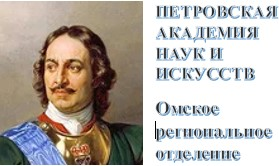 ПЕТРОВСКАЯ
АКАДЕМИЯ
НАУК И
ИСКУССТВ
Омское
региональное
отделение